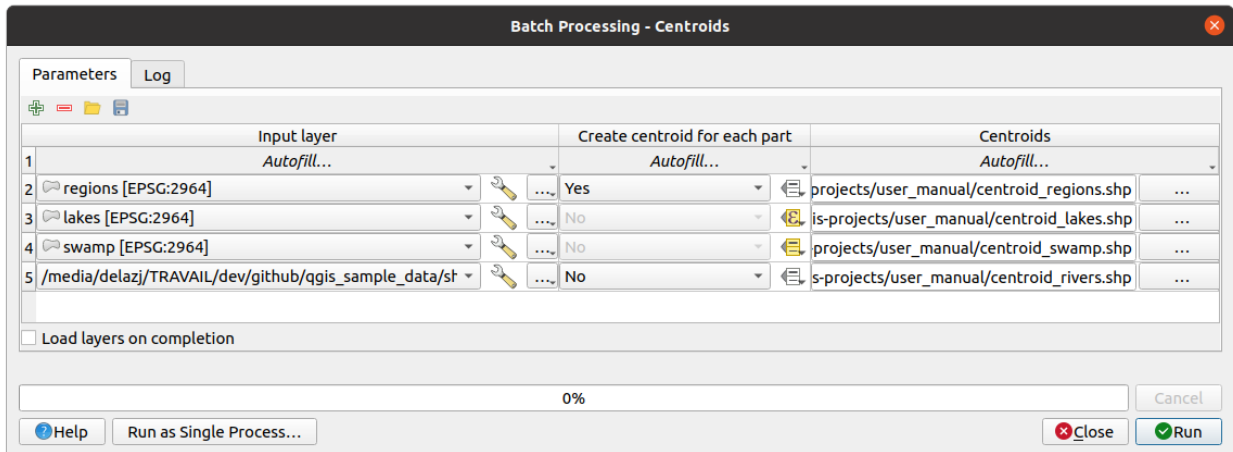 Batch Processing - Centroids
Parameters Log
Input layer Create centroid for each part Centroids
1 Autofill... Autofill... Autofill...
2 regions [EPSG:2964] ... Yes projects/user_manual/centroid_regions.shp ...
3 lakes [EPSG:2964] ... No ε is-projects/user_manual/centroid_lakes.shp ...
4 swamp [EPSG:2964] ... No projects/user_manual/centroid_swamp.shp ...
5 /media/delazj/TRAVAIL/dev/github/qgis_sample_data/sh ... No s-projects/user_manual/centroid_rivers.shp ...
Load layers on completion
0% Cancel
Help Run as Single Process... Close Run